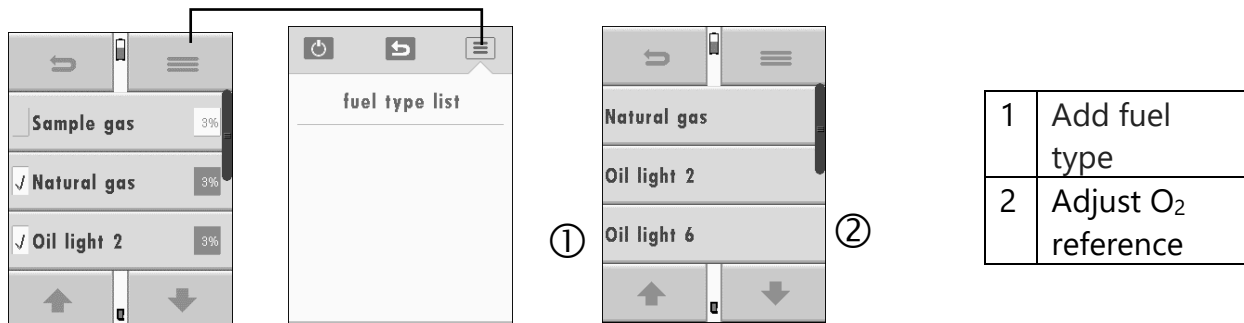 Sample gas 3%
✓ Natural gas 3%
✓ Oil light 2 3%
fuel type list
①
Natural gas
Oil light 2
Oil light 6
②
1 Add fuel
type
2 Adjust O₂
reference